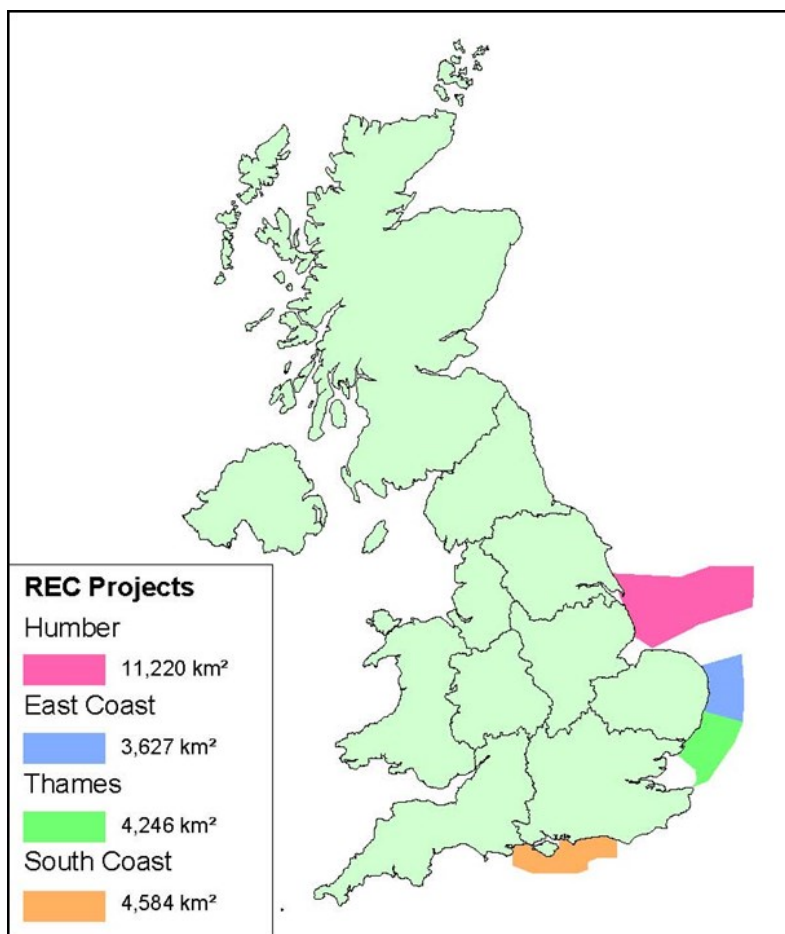 REC Projects
Humber
11,220 km²
East Coast
3,627 km²
Thames
4,246 km²
South Coast
4,584 km²